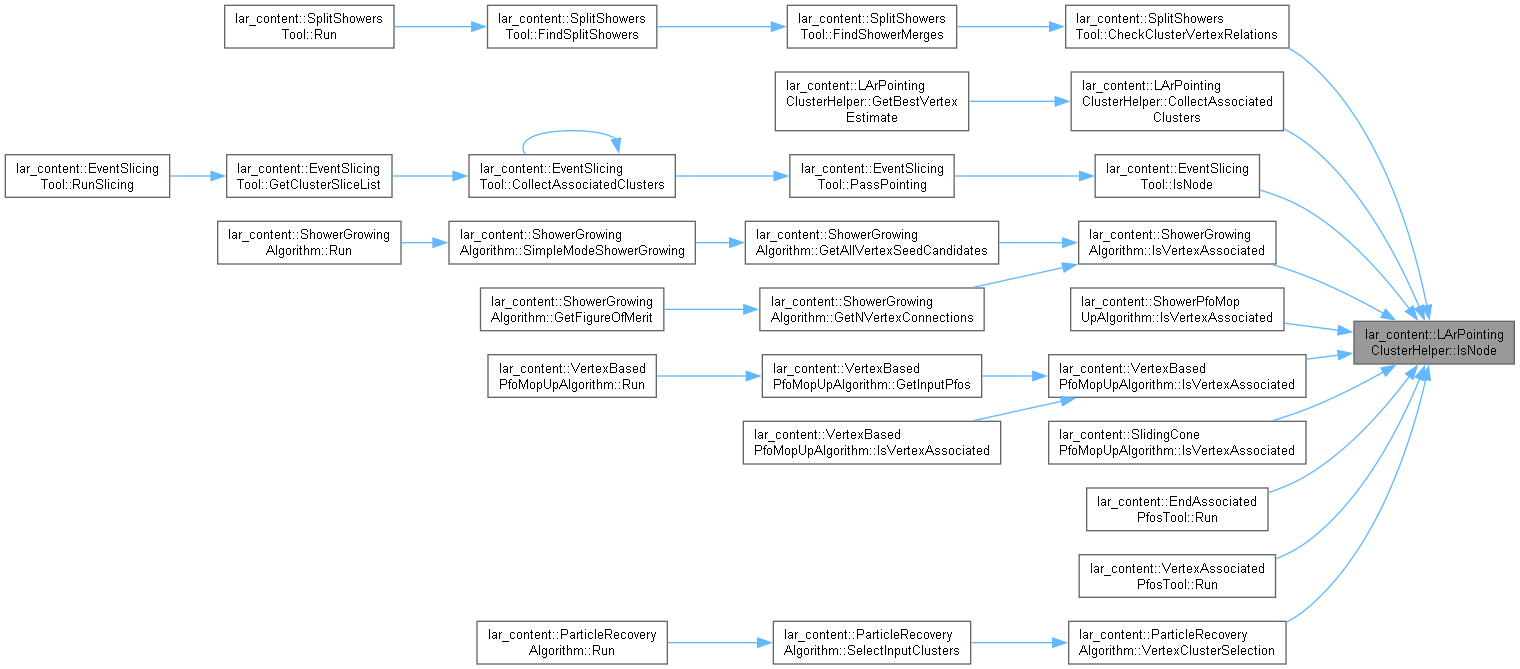 lar_content::SplitShowers
Tool::Run
lar_content::SplitShowers
Tool::FindSplitShowers
lar_content::SplitShowers
Tool::FindShowerMerges
lar_content::SplitShowers
Tool::CheckClusterVertexRelations
lar_content::LArPointing
ClusterHelper::GetBestVertex
Estimate
lar_content::LArPointing
ClusterHelper::CollectAssociated
Clusters
lar_content::EventSlicing
Tool::RunSlicing
lar_content::EventSlicing
Tool::GetClusterSliceList
lar_content::EventSlicing
Tool::CollectAssociatedClusters
lar_content::EventSlicing
Tool::PassPointing
lar_content::EventSlicing
Tool::IsNode
lar_content::ShowerGrowing
Algorithm::Run
lar_content::ShowerGrowing
Algorithm::SimpleModeShowerGrowing
lar_content::ShowerGrowing
Algorithm::GetAllVertexSeedCandidates
lar_content::ShowerGrowing
Algorithm::IsVertexAssociated
lar_content::ShowerGrowing
Algorithm::GetFigureOfMerit
lar_content::ShowerGrowing
Algorithm::GetNVertexConnections
lar_content::ShowerPfoMop
UpAlgorithm::IsVertexAssociated
lar_content::LArPointing
ClusterHelper::IsNode
lar_content::VertexBased
PfoMopUpAlgorithm::Run
lar_content::VertexBased
PfoMopUpAlgorithm::GetInputPfos
lar_content::VertexBased
PfoMopUpAlgorithm::IsVertexAssociated
lar_content::VertexBased
PfoMopUpAlgorithm::IsVertexAssociated
lar_content::SlidingCone
PfoMopUpAlgorithm::IsVertexAssociated
lar_content::EndAssociated
PfosTool::Run
lar_content::VertexAssociated
PfosTool::Run
lar_content::ParticleRecovery
Algorithm::Run
lar_content::ParticleRecovery
Algorithm::SelectInputClusters
lar_content::ParticleRecovery
Algorithm::VertexClusterSelection